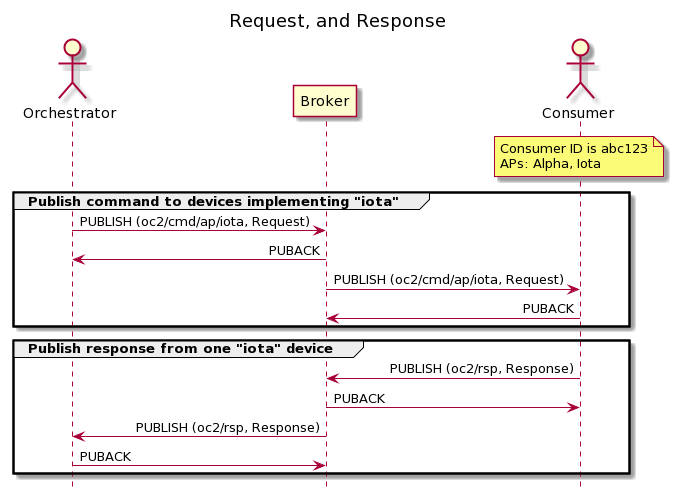 Request, and Response
Orchestrator
Broker
Consumer
Consumer ID is abc123
APs: Alpha, Iota
Publish command to devices implementing "iota"
PUBLISH (oc2/cmd/ap/iota, Request)
PUBACK
PUBLISH (oc2/cmd/ap/iota, Request)
PUBACK
Publish response from one "iota" device
PUBLISH (oc2/rsp, Response)
PUBACK
PUBLISH (oc2/rsp, Response)
PUBACK